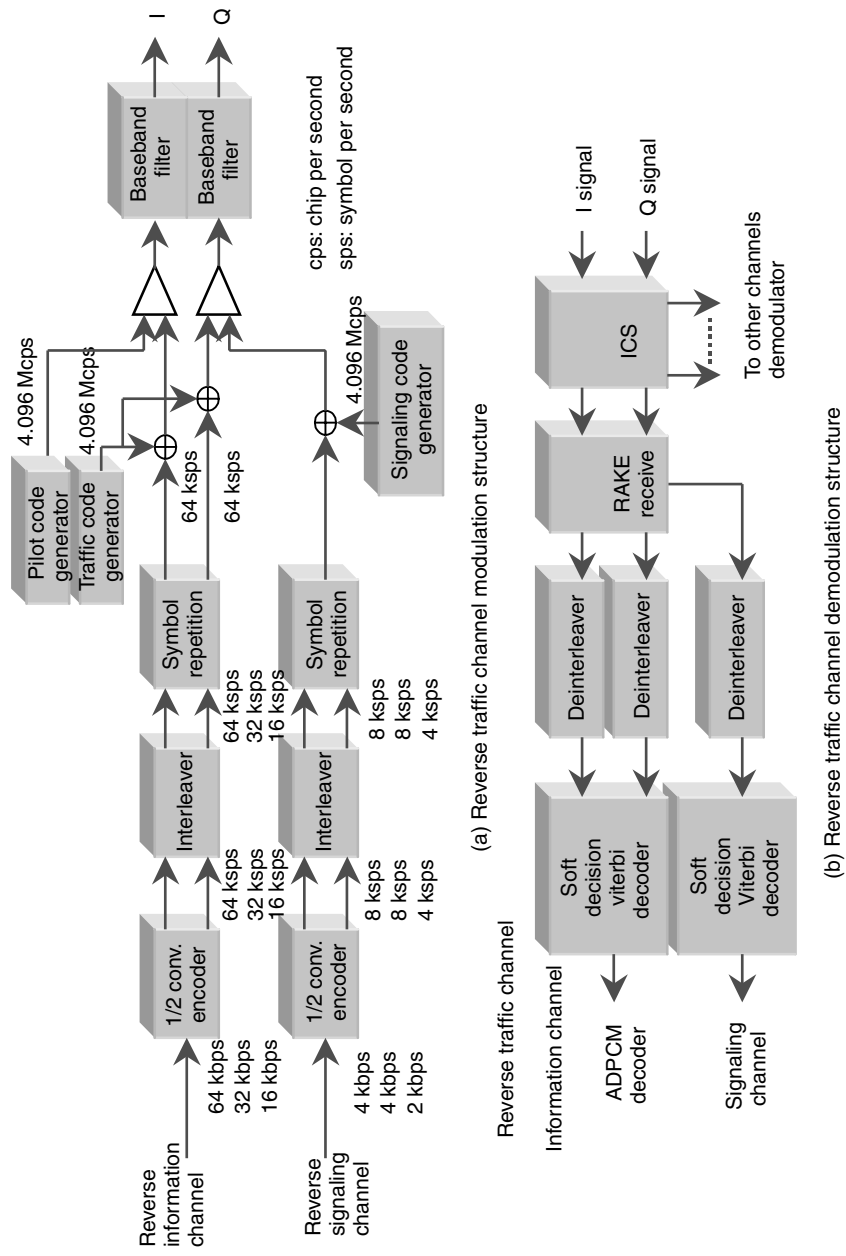 Reverse
information
channel
64 kbps
32 kbps
16 kbps
1/2 conv.
encoder
64 ksps
32 ksps
16 ksps
Interleaver
64 ksps
32 ksps
16 ksps
Symbol
repetition
64 ksps
64 ksps
Pilot code
generator
Traffic code
generator
4.096 Mcps
4.096 Mcps
Baseband
filter
Baseband
filter
I
Q
Reverse
signaling
channel
4 kbps
4 kbps
2 kbps
1/2 conv.
encoder
8 ksps
8 ksps
4 ksps
Interleaver
8 ksps
8 ksps
4 ksps
Symbol
repetition
Signaling code
generator
4.096 Mcps
cps: chip per second
sps: symbol per second
(a) Reverse traffic channel modulation structure
Reverse traffic channel
Information channel
ADPCM
decoder
Signaling
channel
Soft
decision
viterbi
decoder
Soft
decision
Viterbi
decoder
Deinterleaver
Deinterleaver
Deinterleaver
RAKE
receive
ICS
I signal
Q signal
To other channels
demodulator
(b) Reverse traffic channel demodulation structure